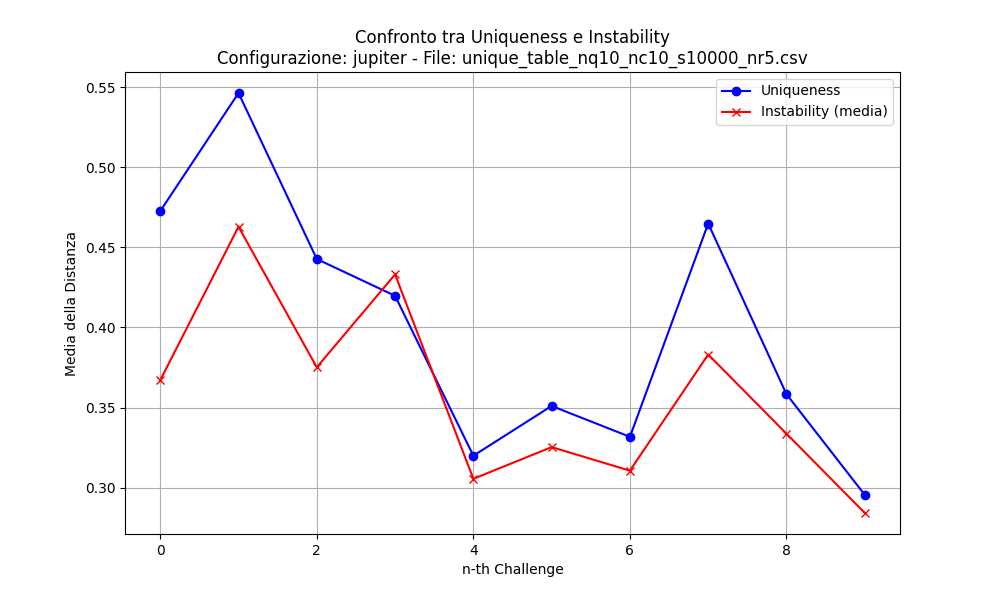 Confronto tra Uniqueness e Instability
Configurazione: jupiter - File: unique_table_nq10_nc10_s10000_nr5.csv
Uniqueness
Instability (media)
Media della Distanza
0.55
0.50
0.45
0.40
0.35
0.30
0 2 4 6 8
n-th Challenge